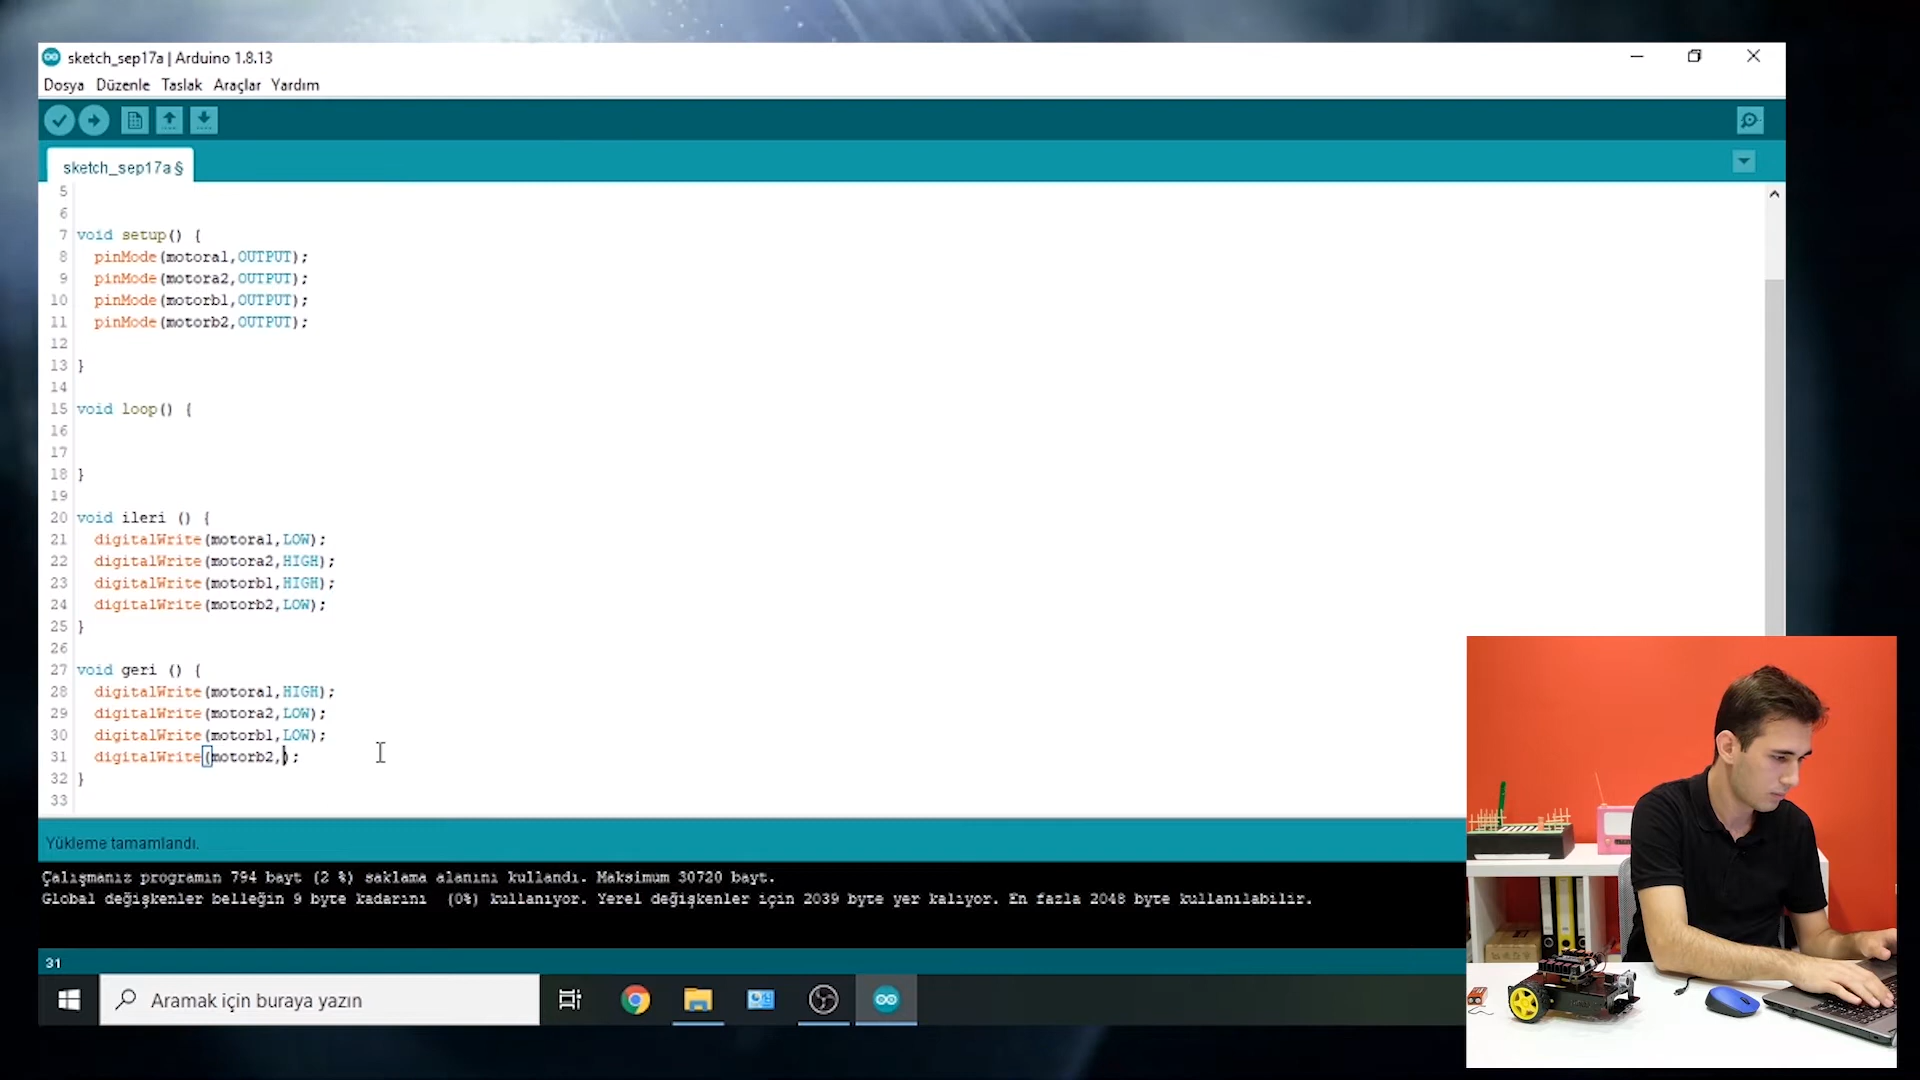 sketch_sep17a | Arduino 1.8.13
Dosya Düzenle Taslak Araçlar Yardım
sketch_sep17a §
5
6
7 void setup() {
8 pinMode(motora1,OUTPUT);
9 pinMode(motora2,OUTPUT);
10 pinMode(motorb1,OUTPUT);
11 pinMode(motorb2,OUTPUT);
12
13 }
14
15 void loop() {
16
17
18 }
19
20 void ileri () {
21 digitalWrite(motora1,LOW);
22 digitalWrite(motora2,HIGH);
23 digitalWrite(motorb1,HIGH);
24 digitalWrite(motorb2,LOW);
25 }
26
27 void geri () {
28 digitalWrite(motora1,HIGH);
29 digitalWrite(motora2,LOW);
30 digitalWrite(motorb1,LOW);
31 digitalWrite(motorb2,);
32 }
33
Yükleme tamamlandı.
Çalışmanız programın 794 bayt (2 %) saklama alanını kullandı. Maksimum 30720 bayt.
Global değişkenler belleğin 9 byte kadarını (0%) kullanıyor. Yerel değişkenler için 2039 byte yer kalıyor. En fazla 2048 byte kullanılabilir.
31
Aramak için buraya yazın